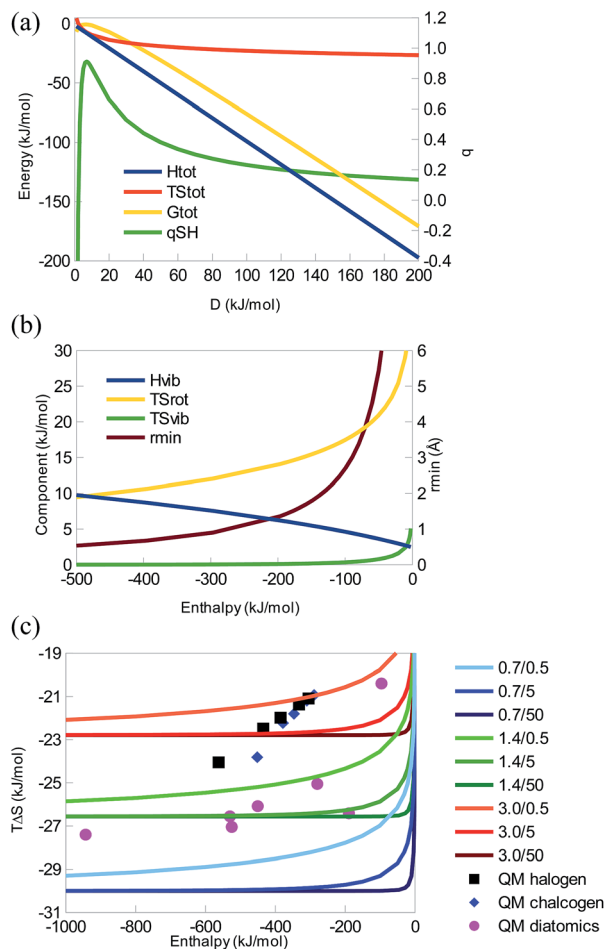 (a)
0
-50
-100
-150
-200
Energy (kJ/mol)
1.2
1.0
0.8
0.6
0.4
0.2
0.0
-0.2
-0.4
q
Htot
TStot
Gtot
qSH
0 20 40 60 80 100 120 140 160 180 200
D (kJ/mol)
(b)
30
25
20
15
10
5
0
Component (kJ/mol)
6
5
4
3
2
1
0
rmin (Å)
Hvib
TSrot
TSvib
rmin
-500 -400 -300 -200 -100 0
Enthalpy (kJ/mol)
(c)
-19
-21
-23
-25
-27
-29
-31
TΔS (kJ/mol)
-1000 -800 -600 -400 -200 0
Enthalpy (kJ/mol)
0.7/0.5
0.7/5
0.7/50
1.4/0.5
1.4/5
1.4/50
3.0/0.5
3.0/5
3.0/50
QM halogen
QM chalcogen
QM diatomics